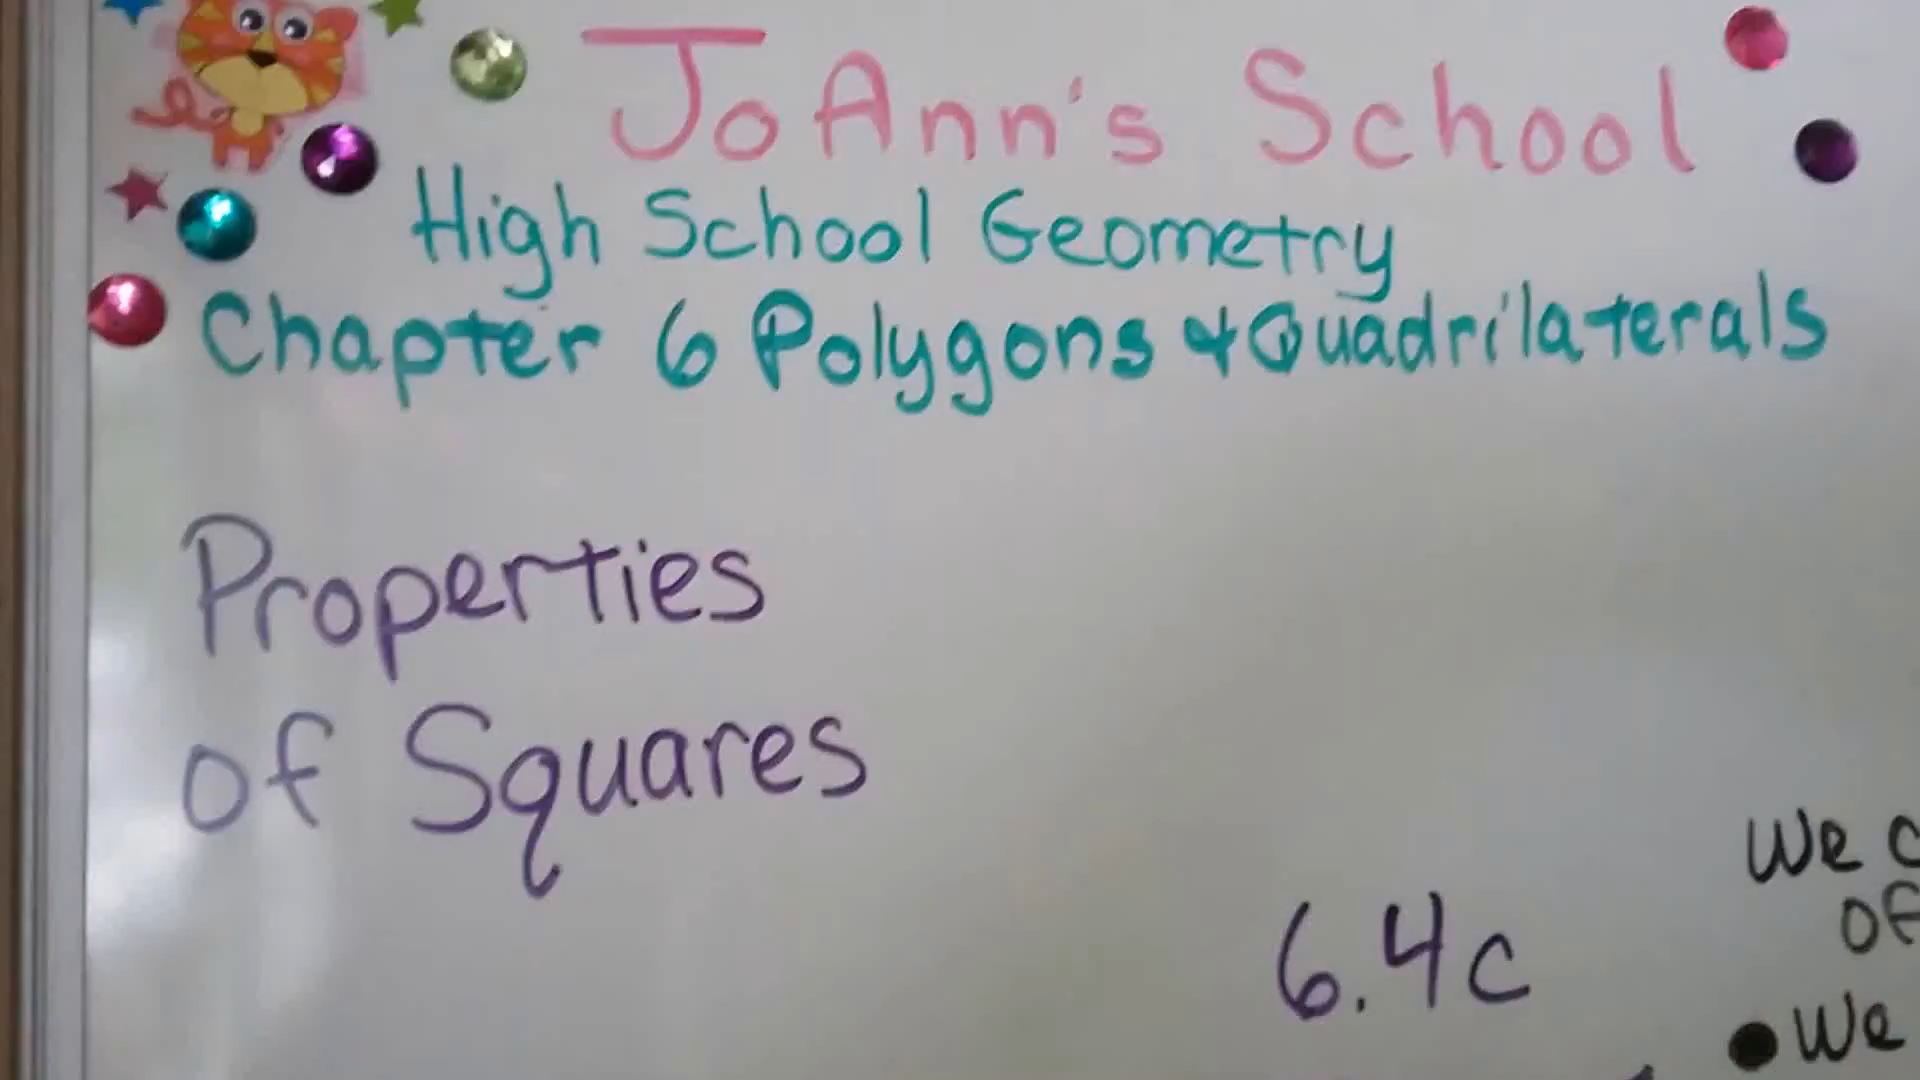 JoAnn's School
High School Geometry
Chapter 6 Polygons & Quadrilaterals
Properties
of Squares
We
of
6.4c
• We